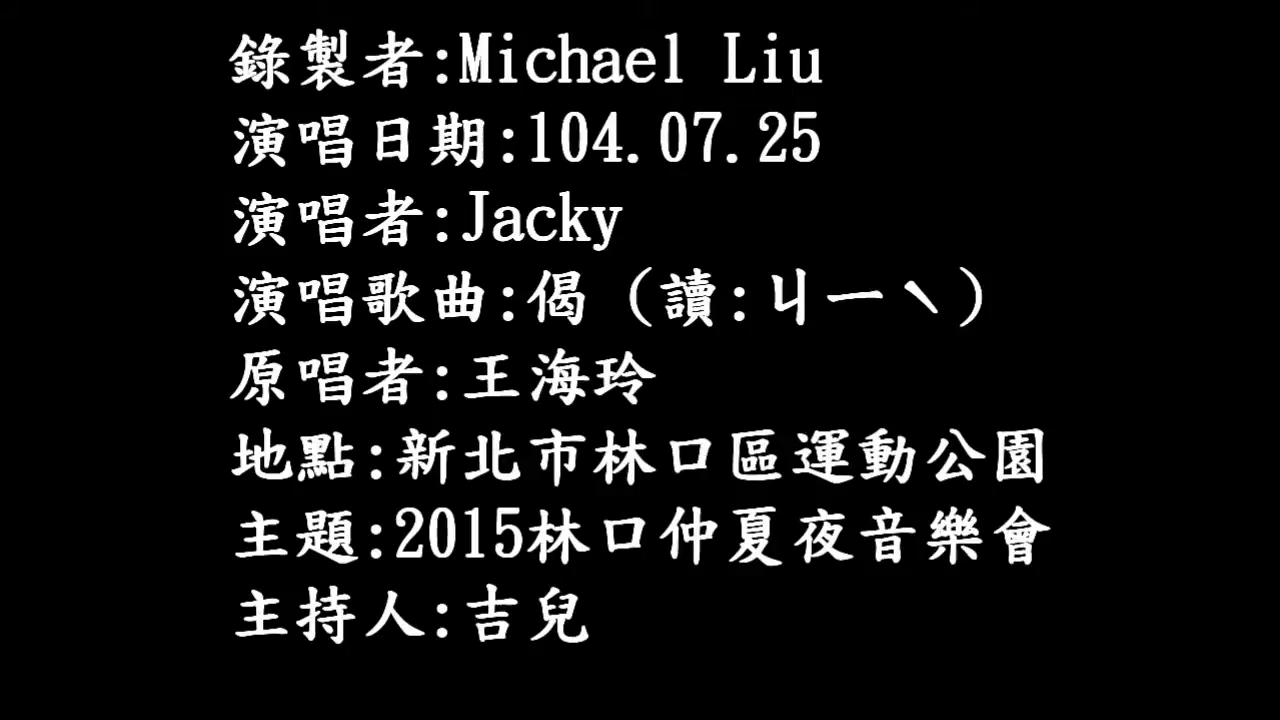 錄製者:Michael Liu
演唱日期:104.07.25
演唱者:Jacky
演唱歌曲:偈 (讀:ㄐㄧˋ)
原唱者:王海玲
地點:新北市林口區運動公園
主題:2015林口仲夏夜音樂會
主持人:吉兒